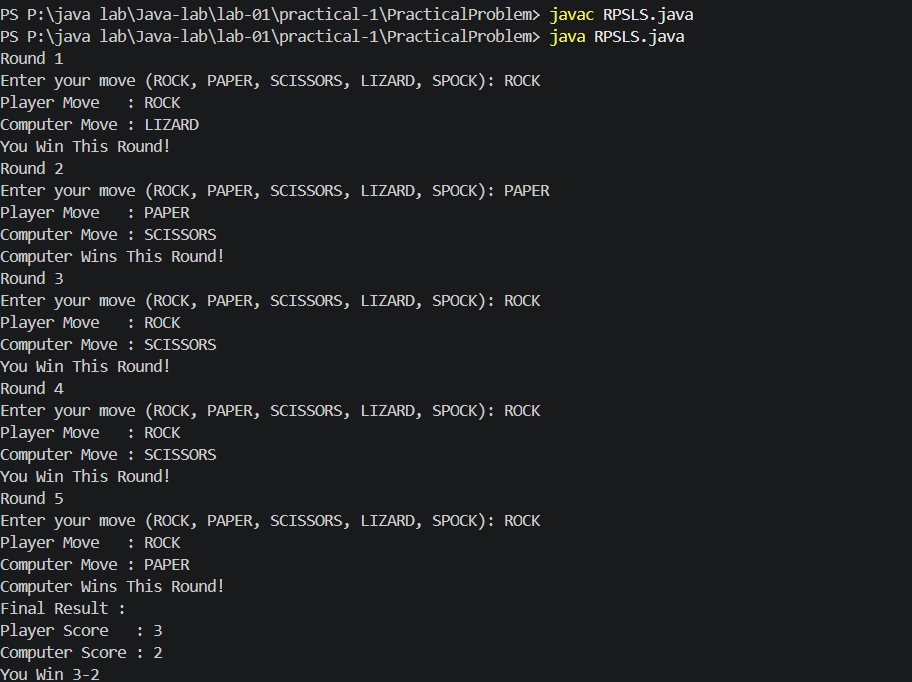 PS P:\java lab\Java-lab\lab-01\practical-1\PracticalProblem> javac RPSLS.java
PS P:\java lab\Java-lab\lab-01\practical-1\PracticalProblem> java RPSLS.java
Round 1
Enter your move (ROCK, PAPER, SCISSORS, LIZARD, SPOCK): ROCK
Player Move   : ROCK
Computer Move : LIZARD
You Win This Round!
Round 2
Enter your move (ROCK, PAPER, SCISSORS, LIZARD, SPOCK): PAPER
Player Move   : PAPER
Computer Move : SCISSORS
Computer Wins This Round!
Round 3
Enter your move (ROCK, PAPER, SCISSORS, LIZARD, SPOCK): ROCK
Player Move   : ROCK
Computer Move : SCISSORS
You Win This Round!
Round 4
Enter your move (ROCK, PAPER, SCISSORS, LIZARD, SPOCK): ROCK
Player Move   : ROCK
Computer Move : SCISSORS
You Win This Round!
Round 5
Enter your move (ROCK, PAPER, SCISSORS, LIZARD, SPOCK): ROCK
Player Move   : ROCK
Computer Move : PAPER
Computer Wins This Round!
Final Result :
Player Score   : 3
Computer Score : 2
You Win 3-2